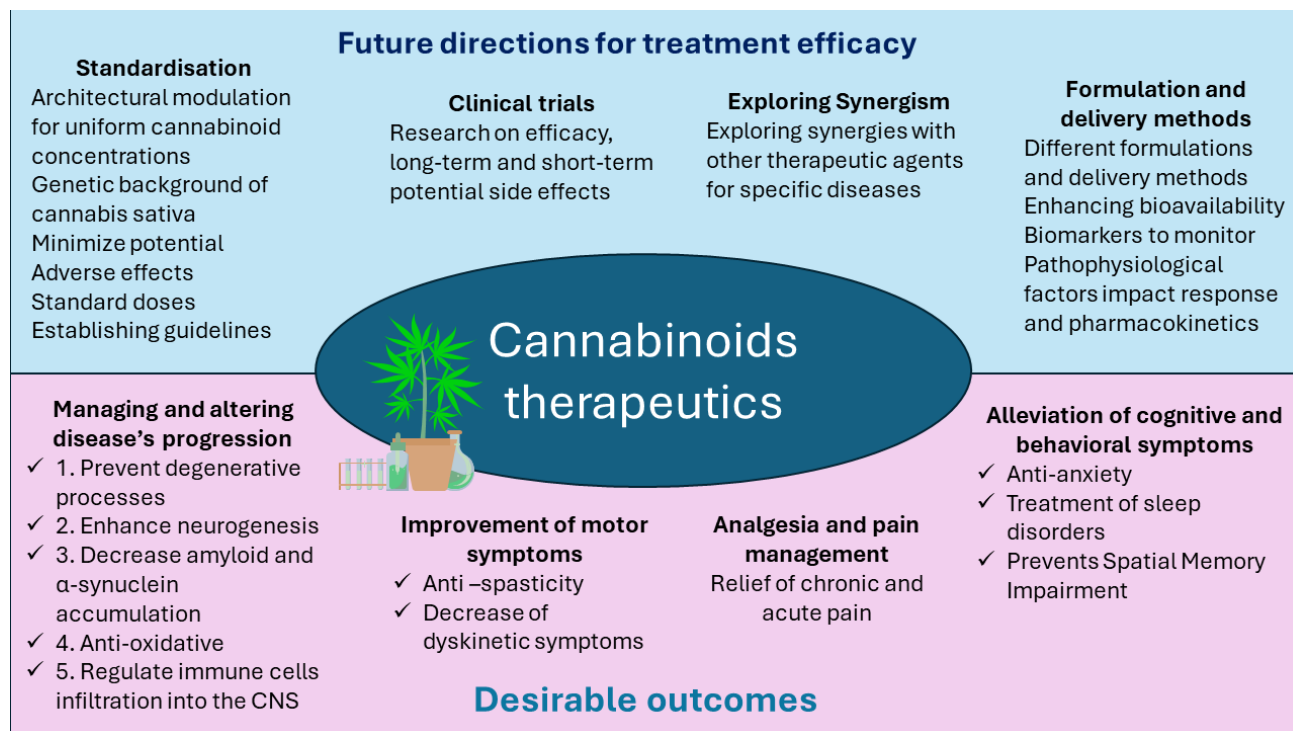 Future directions for treatment efficacy
Standardisation
Architectural modulation
for uniform cannabinoid
concentrations
Genetic background of
cannabis sativa
Minimize potential
Adverse effects
Standard doses
Establishing guidelines
Clinical trials
Research on efficacy,
long-term and short-term
potential side effects
Exploring Synergism
Exploring synergies with
other therapeutic agents
for specific diseases
Formulation and
delivery methods
Different formulations
and delivery methods
Enhancing bioavailability
Biomarkers to monitor
Pathophysiological
factors impact response
and pharmacokinetics
Cannabinoids
therapeutics
Managing and altering
disease’s progression
✓ 1. Prevent degenerative
processes
✓ 2. Enhance neurogenesis
✓ 3. Decrease amyloid and
α-synuclein
accumulation
✓ 4. Anti-oxidative
✓ 5. Regulate immune cells
infiltration into the CNS
Improvement of motor
symptoms
✓ Anti –spasticity
✓ Decrease of
dyskinetic symptoms
Analgesia and pain
management
Relief of chronic and
acute pain
Alleviation of cognitive and
behavioral symptoms
✓ Anti-anxiety
✓ Treatment of sleep
disorders
✓ Prevents Spatial Memory
Impairment
Desirable outcomes